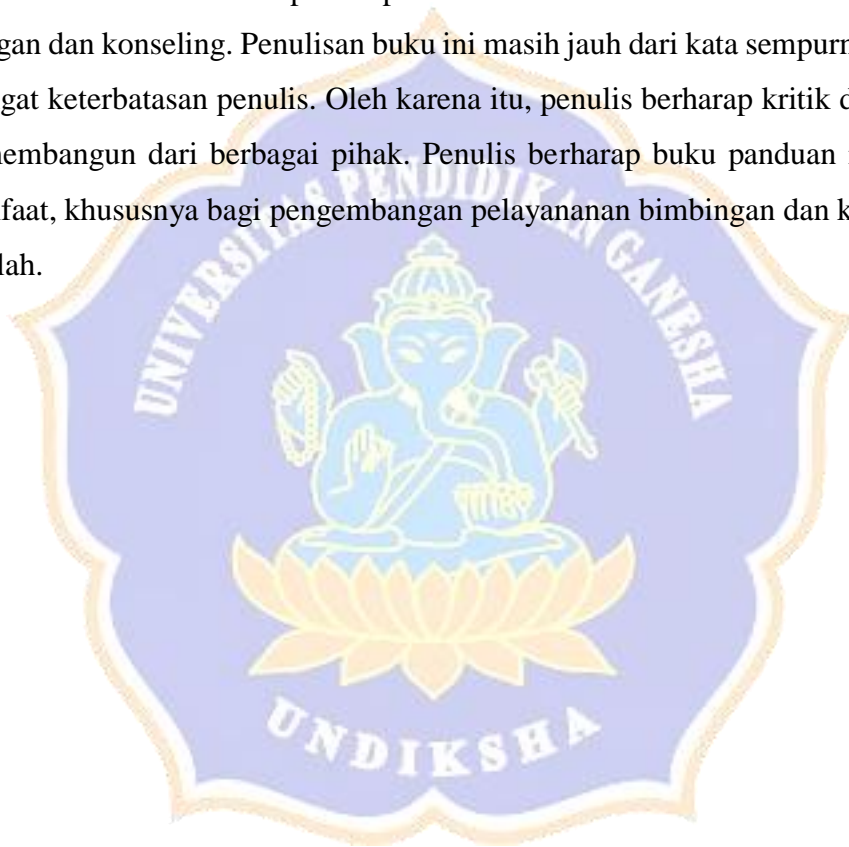 gan dan konseling. Penulisan buku ini masih jauh dari kata sempurn
gat keterbatasan penulis. Oleh karena itu, penulis berharap kritik d
embangun dari berbagai pihak. Penulis berharap buku panduan
faat, khususnya bagi pengembangan pelayananan bimbingan dan k
lah.
UNIVERSITAS PENDIDIKAN GANESHA
UNDIKSHA